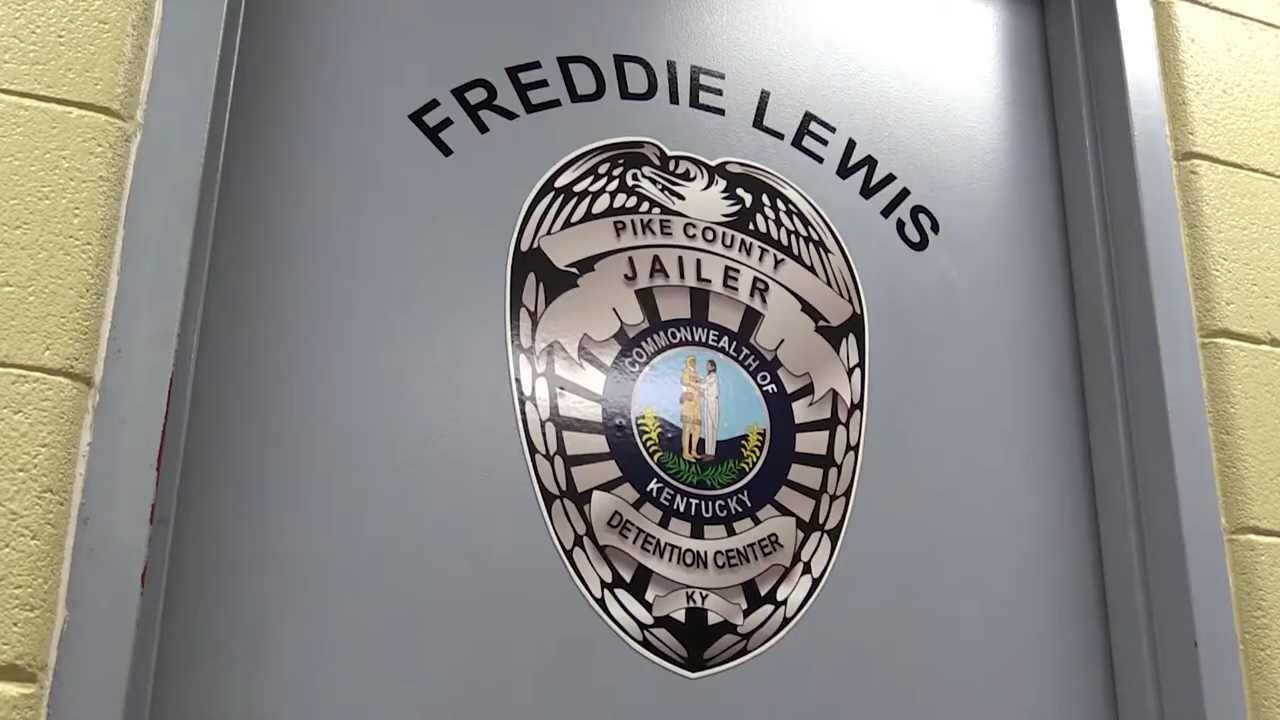 FREDDIE LEWIS
PIKE COUNTY
JAILER
COMMONWEALTH OF
KENTUCKY
DETENTION CENTER
KY